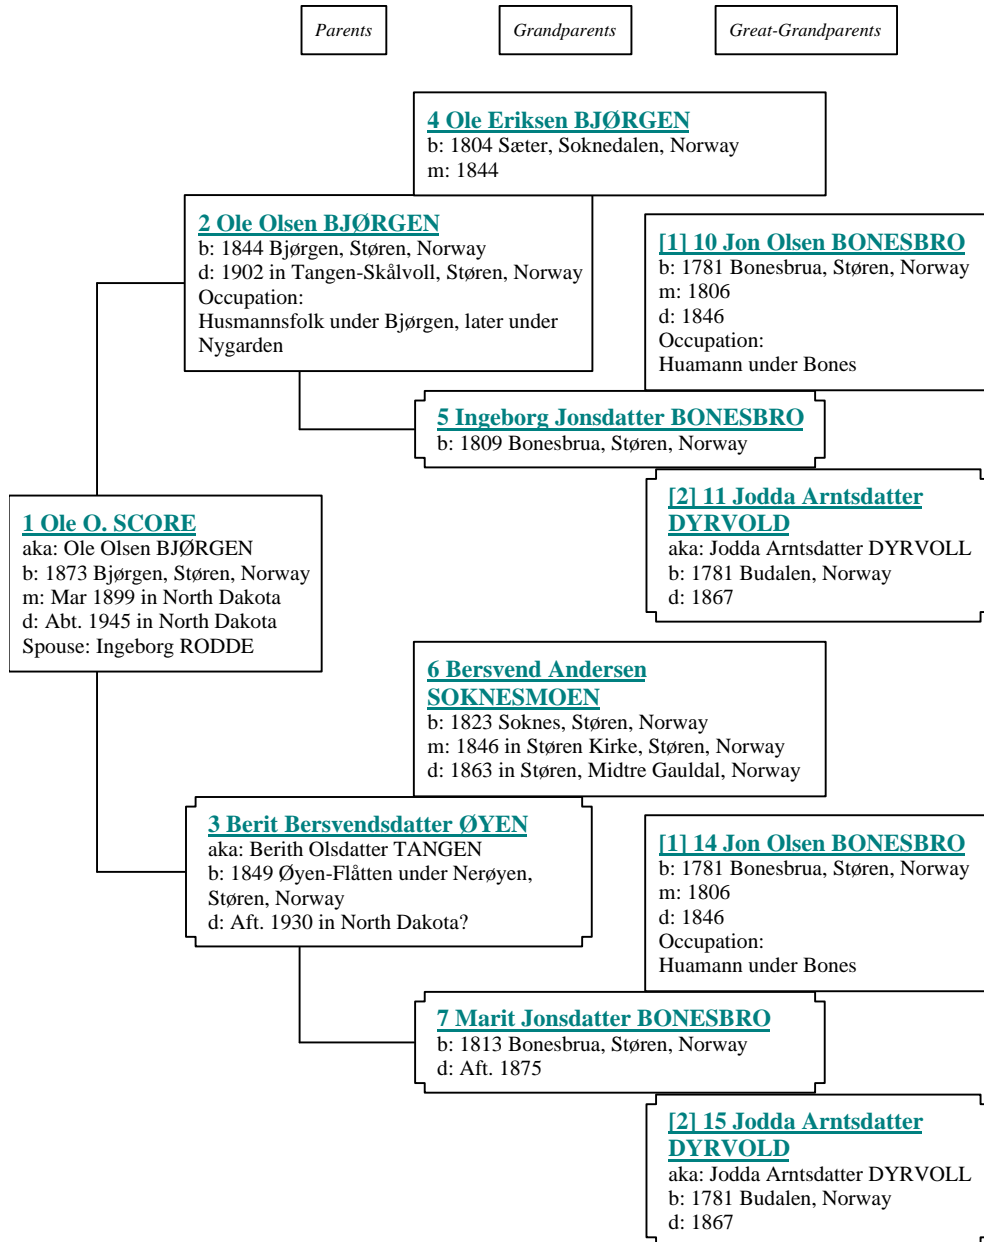 Parents
Grandparents
Great-Grandparents
4 Ole Eriksen BJØRGEN
b: 1804 Sæter, Soknedalen, Norway
m: 1844
2 Ole Olsen BJØRGEN
b: 1844 Bjørgen, Støren, Norway
d: 1902 in Tangen-Skålvoll, Støren, Norway
Occupation:
Husmannsfolk under Bjørgen, later under
Nygarden
[1] 10 Jon Olsen BONESBRO
b: 1781 Bonesbrua, Støren, Norway
m: 1806
d: 1846
Occupation:
Huamann under Bones
5 Ingeborg Jonsdatter BONESBRO
b: 1809 Bonesbrua, Støren, Norway
[2] 11 Jodda Arntsdatter
DYRVOLD
aka: Jodda Arntsdatter DYRVOLL
b: 1781 Budalen, Norway
d: 1867
1 Ole O. SCORE
aka: Ole Olsen BJØRGEN
b: 1873 Bjørgen, Støren, Norway
m: Mar 1899 in North Dakota
d: Abt. 1945 in North Dakota
Spouse: Ingeborg RODDE
6 Bersvend Andersen
SOKNESMOEN
b: 1823 Soknes, Støren, Norway
m: 1846 in Støren Kirke, Støren, Norway
d: 1863 in Støren, Midtre Gauldal, Norway
3 Berit Bersvendsdatter ØYEN
aka: Berith Olsdatter TANGEN
b: 1849 Øyen-Flåtten under Nerøyen,
Støren, Norway
d: Aft. 1930 in North Dakota?
[1] 14 Jon Olsen BONESBRO
b: 1781 Bonesbrua, Støren, Norway
m: 1806
d: 1846
Occupation:
Huamann under Bones
7 Marit Jonsdatter BONESBRO
b: 1813 Bonesbrua, Støren, Norway
d: Aft. 1875
[2] 15 Jodda Arntsdatter
DYRVOLD
aka: Jodda Arntsdatter DYRVOLL
b: 1781 Budalen, Norway
d: 1867